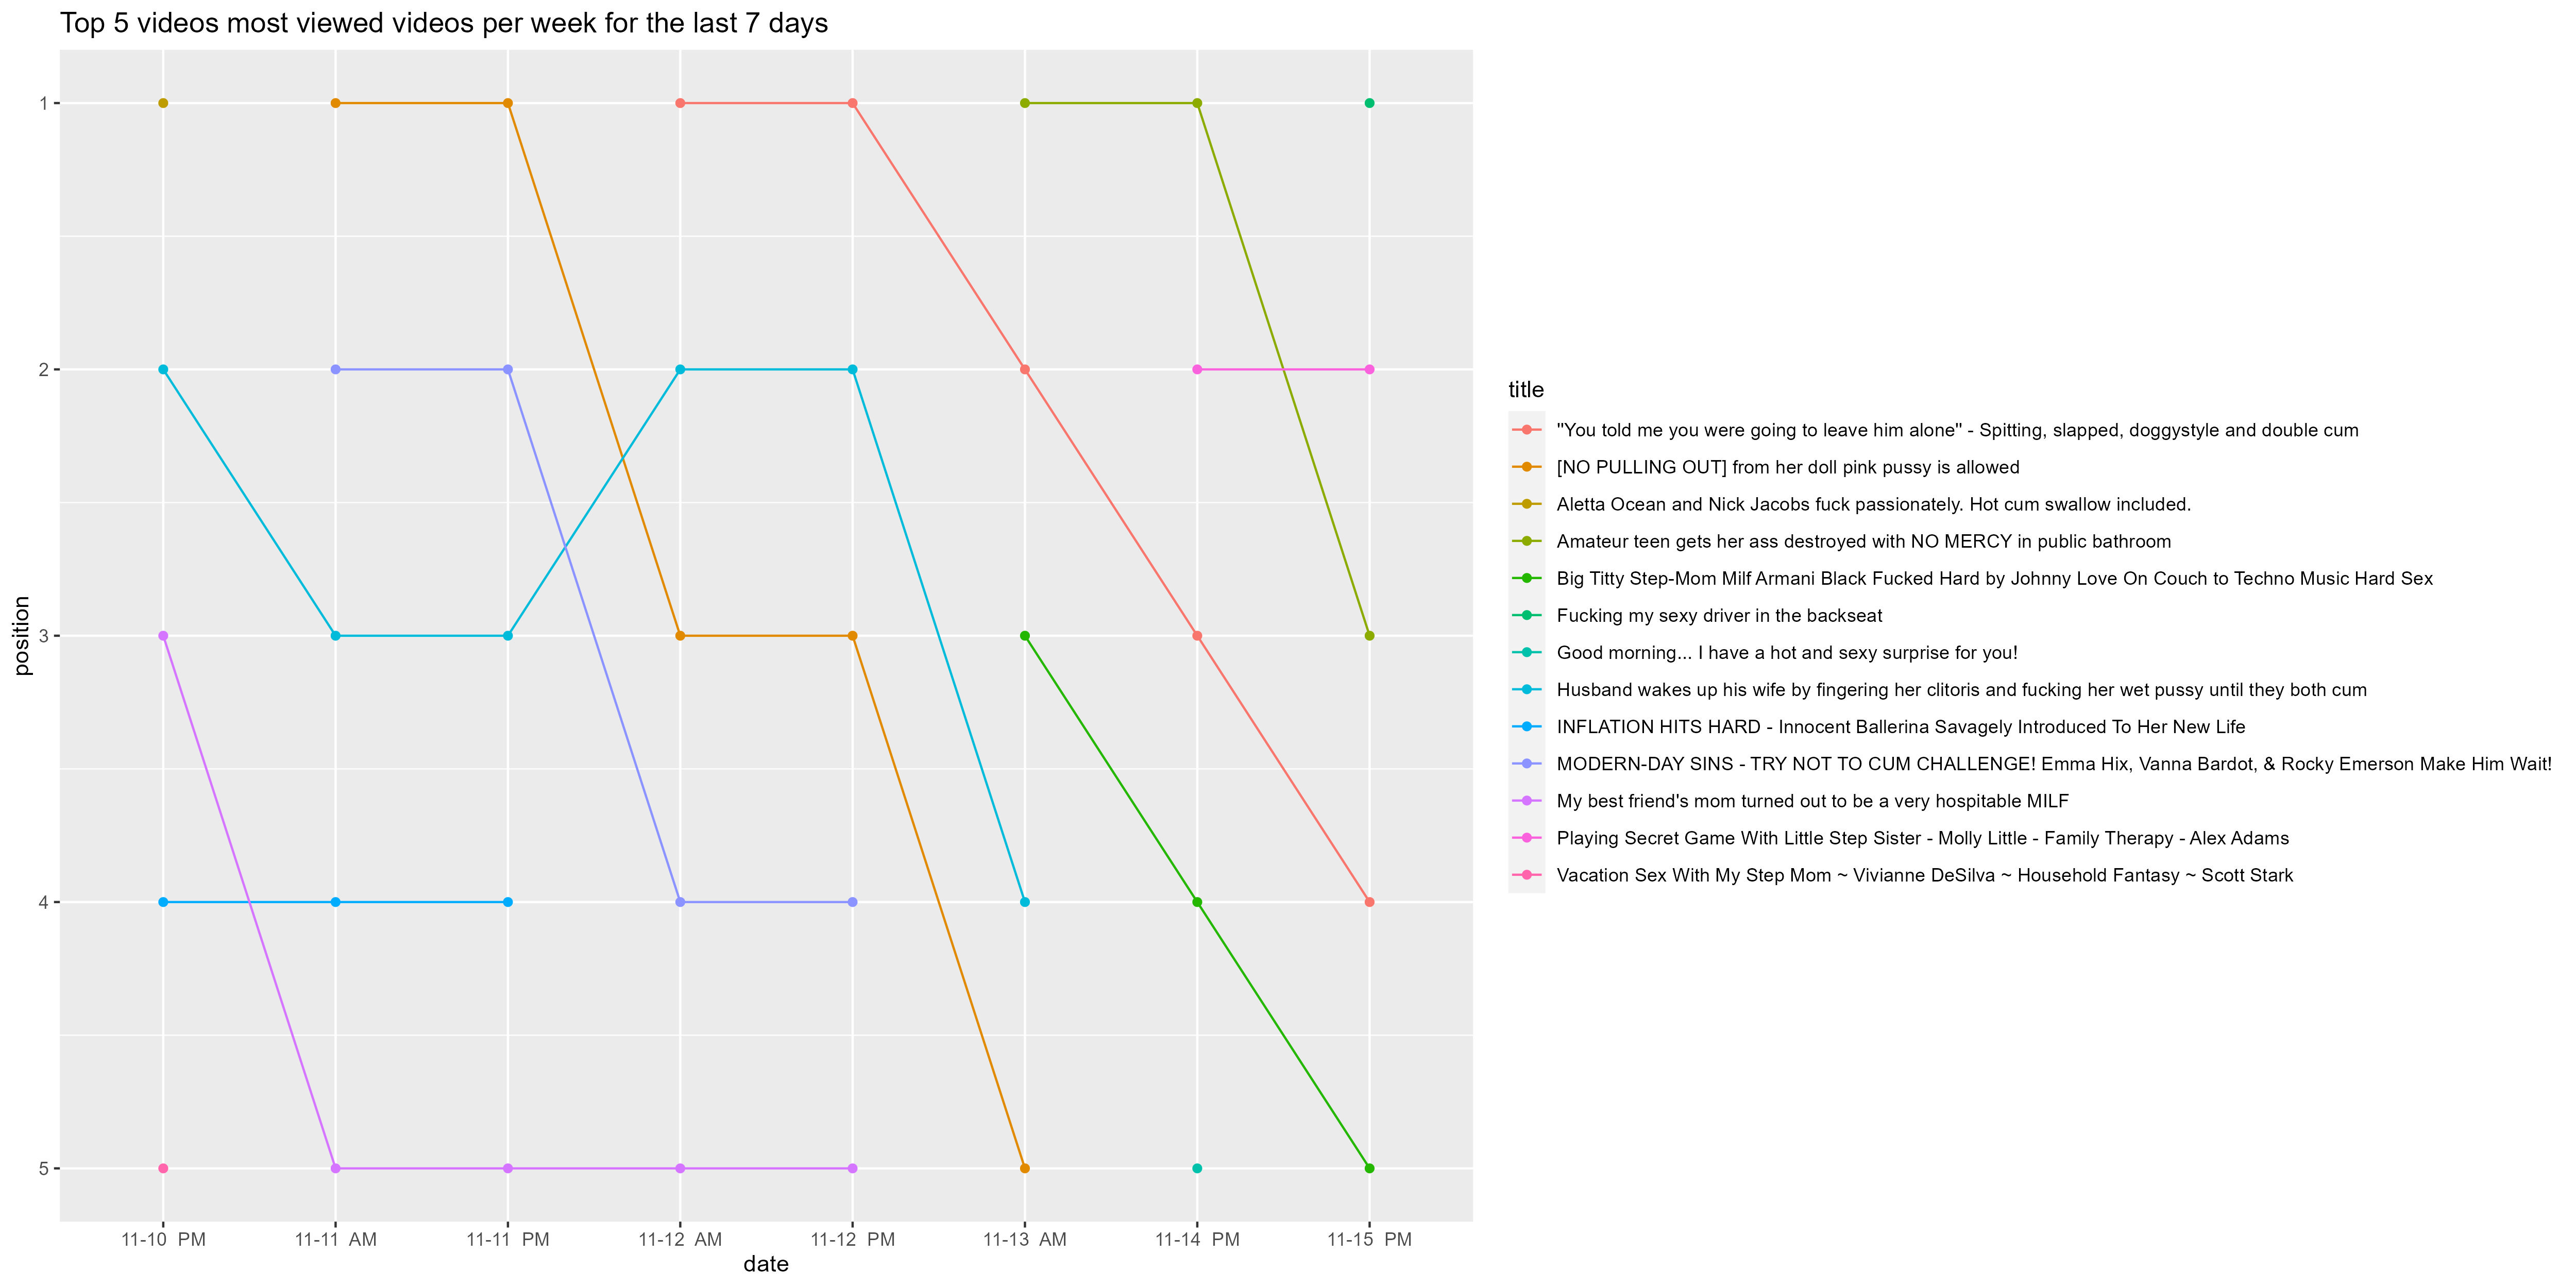 Top 5 videos most viewed videos per week for the last 7 days
position
1
2
3
4
5
11-10 PM
11-11 AM
11-11 PM
11-12 AM
11-12 PM
11-13 AM
11-14 PM
11-15 PM
date
title
"You told me you were going to leave him alone" - Spitting, slapped, doggystyle and double cum
[NO PULLING OUT] from her doll pink pussy is allowed
Aletta Ocean and Nick Jacobs fuck passionately. Hot cum swallow included.
Amateur teen gets her ass destroyed with NO MERCY in public bathroom
Big Titty Step-Mom Milf Armani Black Fucked Hard by Johnny Love On Couch to Techno Music Hard Sex
Fucking my sexy driver in the backseat
Good morning... I have a hot and sexy surprise for you!
Husband wakes up his wife by fingering her clitoris and fucking her wet pussy until they both cum
INFLATION HITS HARD - Innocent Ballerina Savagely Introduced To Her New Life
MODERN-DAY SINS - TRY NOT TO CUM CHALLENGE! Emma Hix, Vanna Bardot, & Rocky Emerson Make Him Wait!
My best friend's mom turned out to be a very hospitable MILF
Playing Secret Game With Little Step Sister - Molly Little - Family Therapy - Alex Adams
Vacation Sex With My Step Mom ~ Vivianne DeSilva ~ Household Fantasy ~ Scott Stark